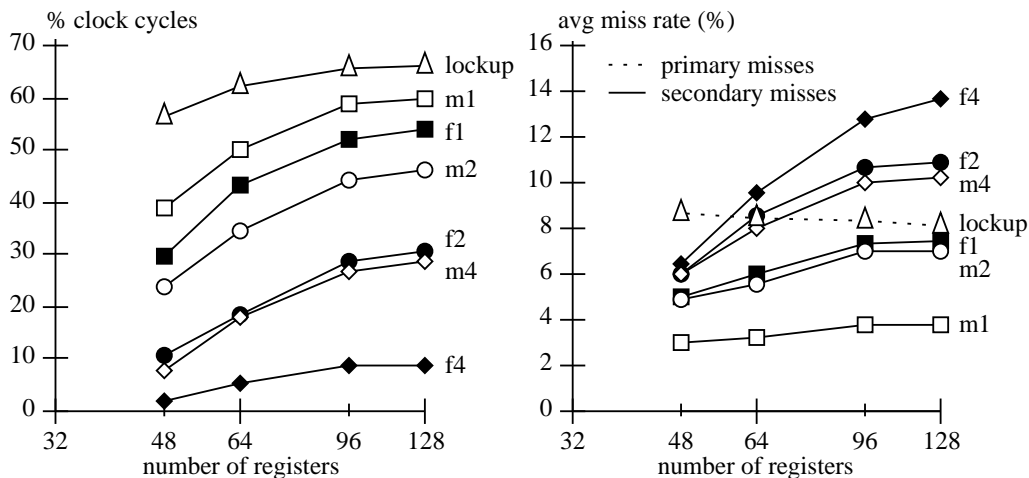 % clock cycles
70
60
50
40
30
20
10
0
32
48
64
96
128
number of registers
lockup
m1
f1
m2
f2
m4
f4
avg miss rate (%)
16
14
12
10
8
6
4
2
0
32
48
64
96
128
number of registers
primary misses
secondary misses
f4
f2
m4
lockup
f1
m2
m1